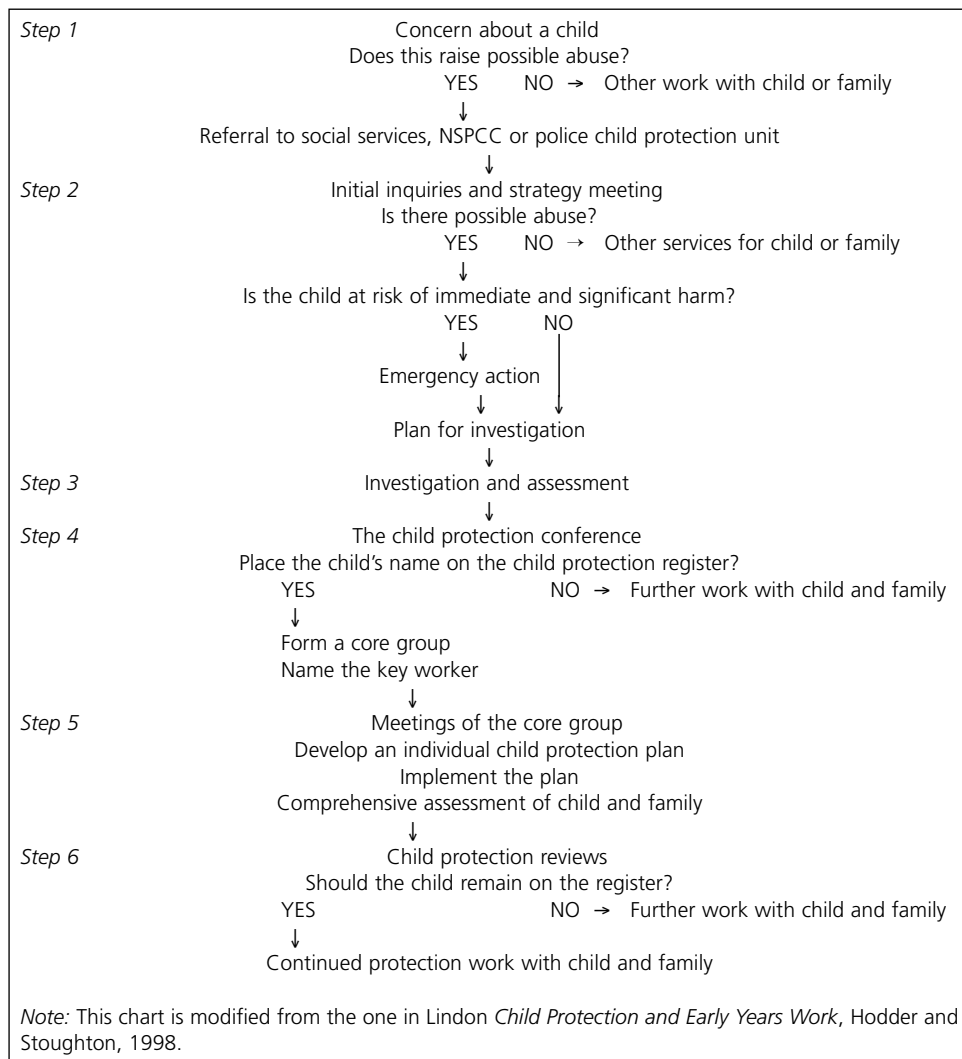 Step 1 Concern about a child
Does this raise possible abuse?
YES NO → Other work with child or family
↓
Referral to social services, NSPCC or police child protection unit
↓
Step 2 Initial inquiries and strategy meeting
Is there possible abuse?
YES NO → Other services for child or family
↓
Is the child at risk of immediate and significant harm?
YES NO
↓
Emergency action
↓ ↓
Plan for investigation
↓
Step 3 Investigation and assessment
↓
Step 4 The child protection conference
Place the child's name on the child protection register?
YES NO → Further work with child and family
↓
Form a core group
Name the key worker
↓
Step 5 Meetings of the core group
Develop an individual child protection plan
Implement the plan
Comprehensive assessment of child and family
↓
Step 6 Child protection reviews
Should the child remain on the register?
YES NO → Further work with child and family
↓
Continued protection work with child and family
Note: This chart is modified from the one in Lindon Child Protection and Early Years Work, Hodder and
Stoughton, 1998.